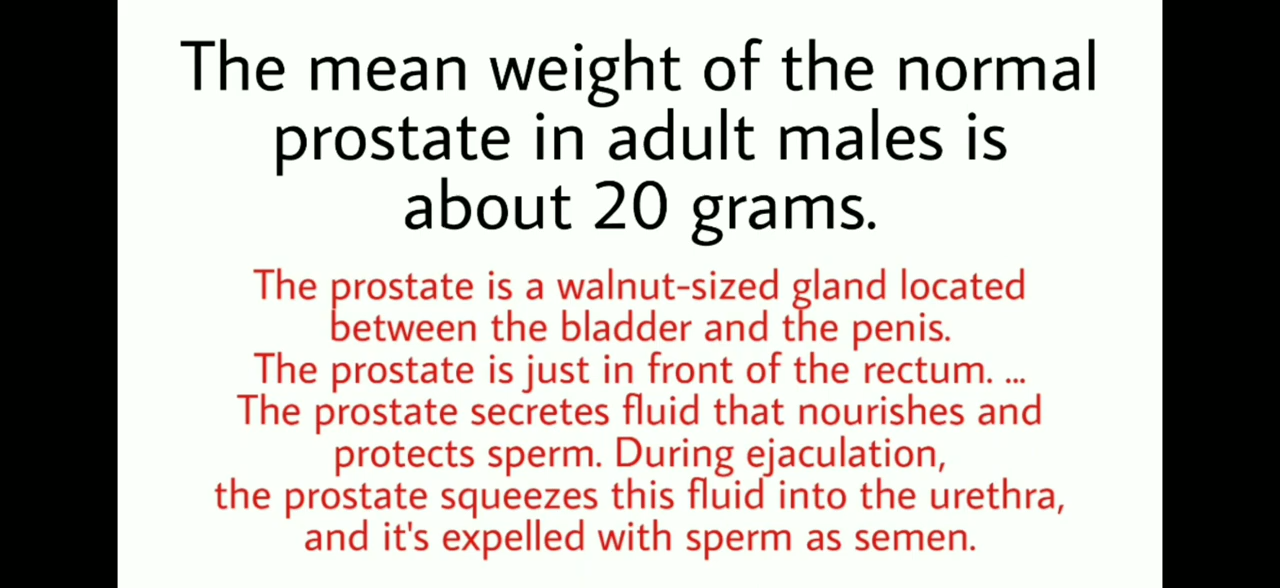 The mean weight of the normal
prostate in adult males is
about 20 grams.
The prostate is a walnut-sized gland located
between the bladder and the penis.
The prostate is just in front of the rectum. ...
The prostate secretes fluid that nourishes and
protects sperm. During ejaculation,
the prostate squeezes this fluid into the urethra,
and it's expelled with sperm as semen.